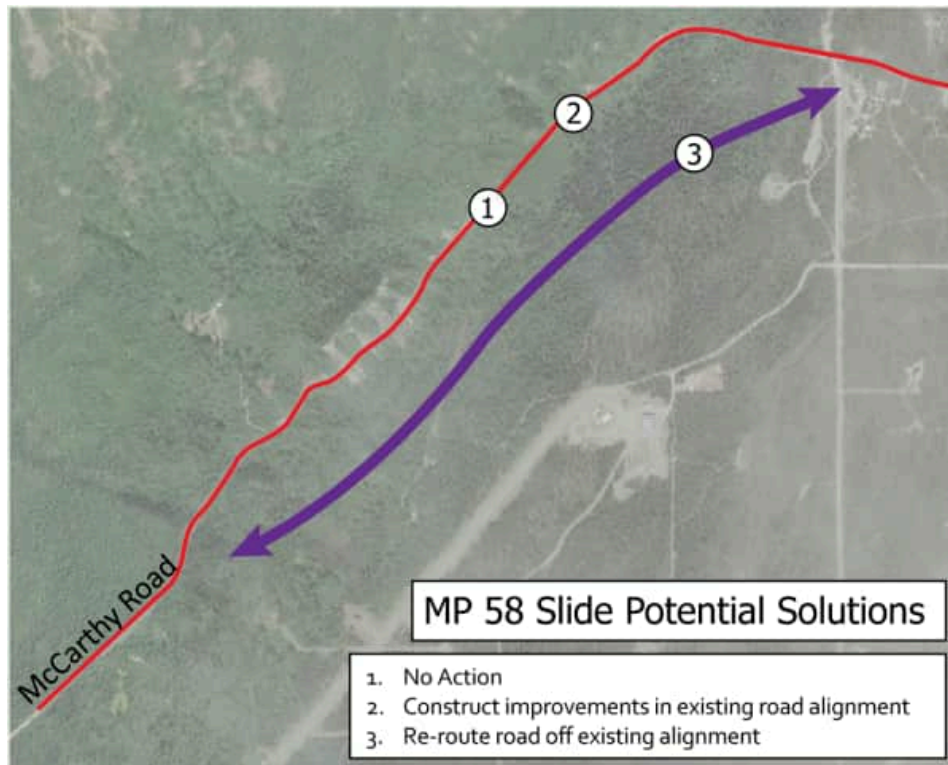 2
3
1
McCarthy Road
MP 58 Slide Potential Solutions
1. No Action
2. Construct improvements in existing road alignment
3. Re-route road off existing alignment